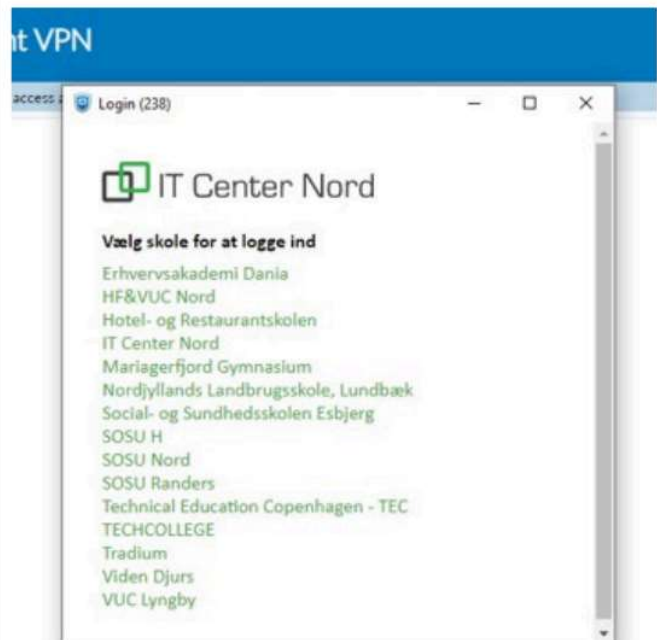 nt VPN
access
Login (238)
IT Center Nord
Vælg skole for at logge ind
Erhvervsakademi Dania
HF&VUC Nord
Hotel- og Restaurantskolen
IT Center Nord
Mariagerfjord Gymnasium
Nordjyllands Landbrugsskole, Lundbæk
Social- og Sundhedsskolen Esbjerg
SOSU H
SOSU Nord
SOSU Randers
Technical Education Copenhagen - TEC
TECHCOLLEGE
Tradium
Viden Djurs
VUC Lyngby